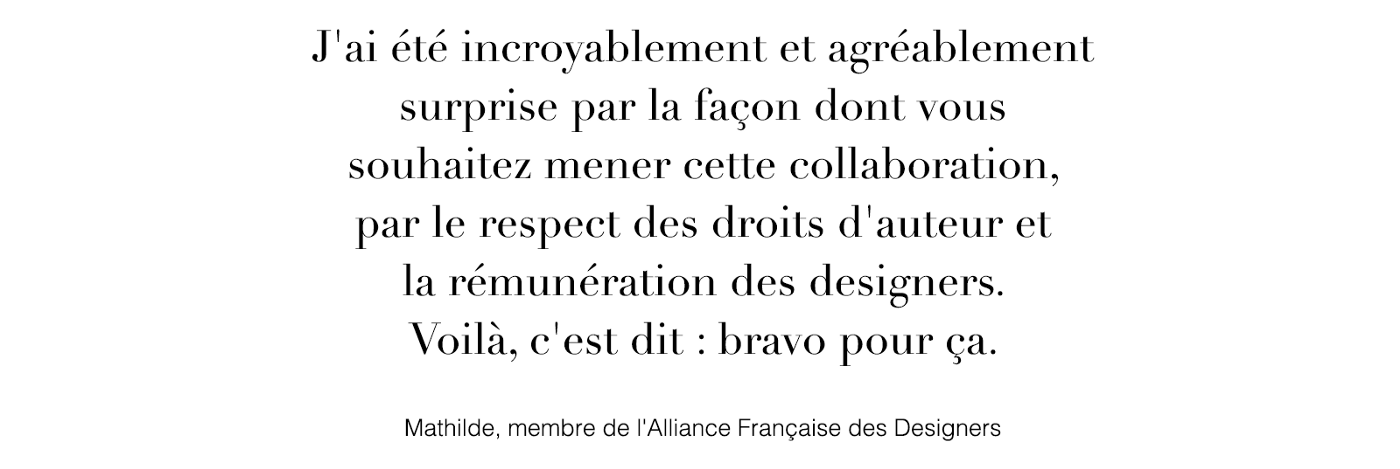 J'ai été incroyablement et agréablement
surprise par la façon dont vous
souhaitez mener cette collaboration,
par le respect des droits d'auteur et
la rémunération des designers.
Voilà, c'est dit : bravo pour ça.
Mathilde, membre de l'Alliance Française des Designers